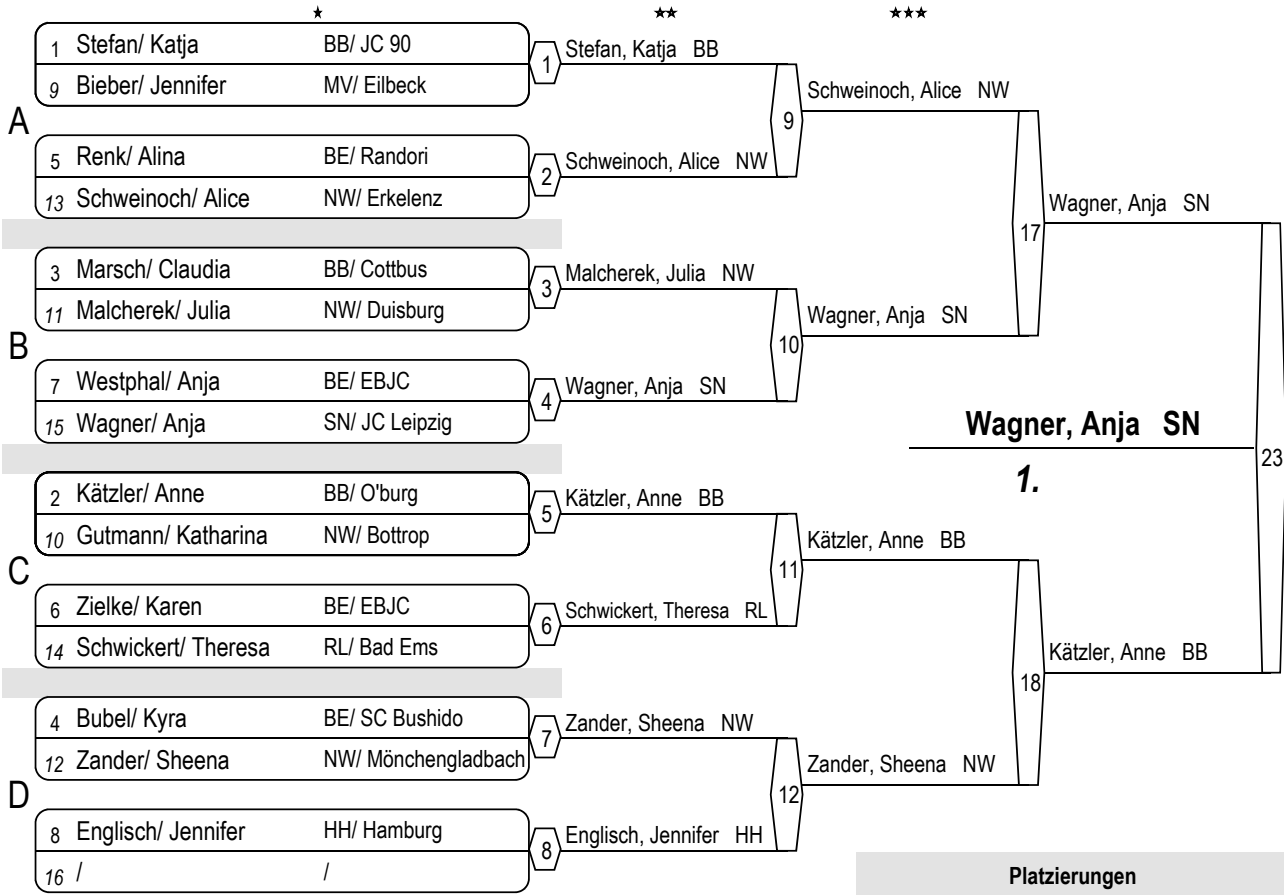 ★ ★★ ★★★
1 Stefan/ Katja BB/ JC 90
9 Bieber/ Jennifer MV/ Eilbeck
1
Stefan, Katja BB
A
5 Renk/ Alina BE/ Randori
13 Schweinoch/ Alice NW/ Erkelenz
2
Schweinoch, Alice NW
9
Schweinoch, Alice NW
3 Marsch/ Claudia BB/ Cottbus
11 Malcherek/ Julia NW/ Duisburg
3
Malcherek, Julia NW
B
7 Westphal/ Anja BE/ EBJC
15 Wagner/ Anja SN/ JC Leipzig
4
Wagner, Anja SN
10
Wagner, Anja SN
17
Wagner, Anja SN
2 Kätzler/ Anne BB/ O'burg
10 Gutmann/ Katharina NW/ Bottrop
5
Kätzler, Anne BB
C
6 Zielke/ Karen BE/ EBJC
14 Schwickert/ Theresa RL/ Bad Ems
6
Schwickert, Theresa RL
11
Kätzler, Anne BB
4 Bubel/ Kyra BE/ SC Bushido
12 Zander/ Sheena NW/ Mönchengladbach
7
Zander, Sheena NW
D
8 Englisch/ Jennifer HH/ Hamburg
16 / /
8
Englisch, Jennifer HH
12
Zander, Sheena NW
18
Kätzler, Anne BB
23
Wagner, Anja SN
1.
Platzierungen